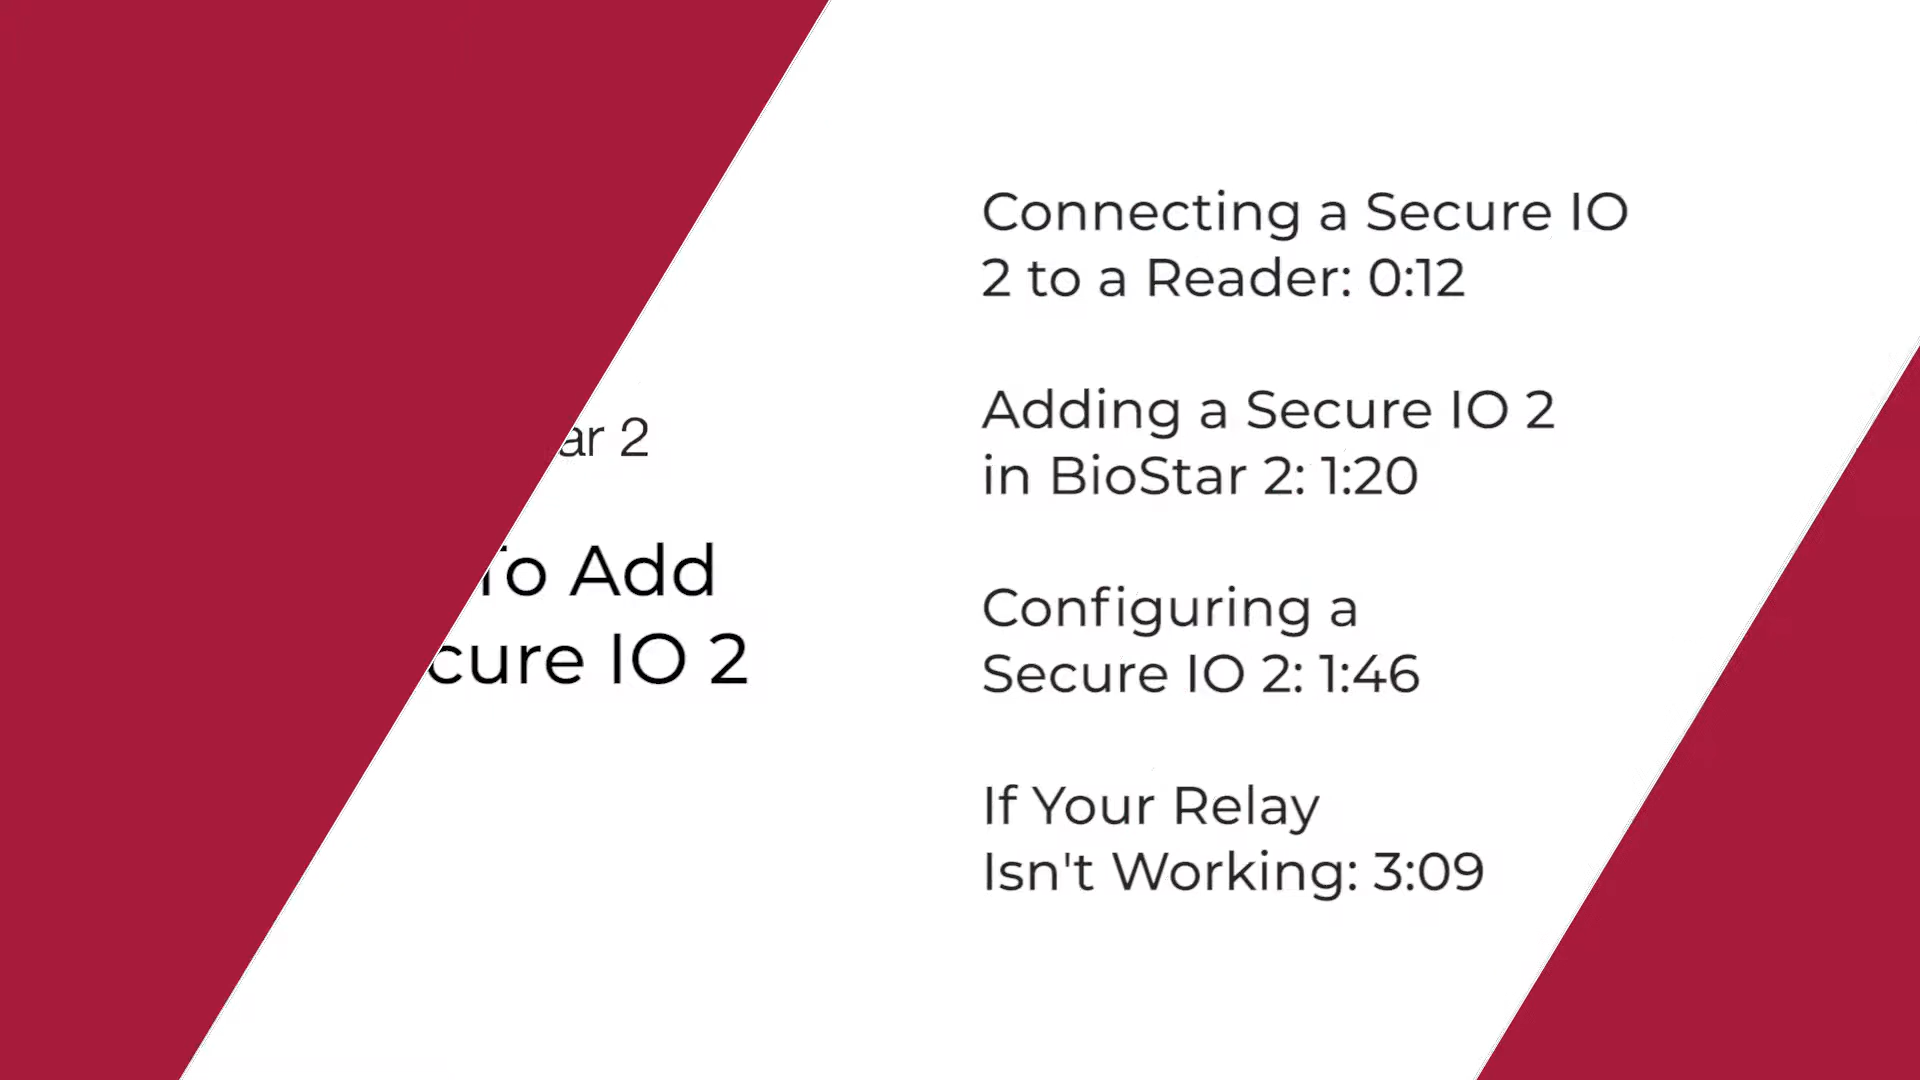 ar 2
To Add
cure IO 2
Connecting a Secure IO
2 to a Reader: 0:12
Adding a Secure IO 2
in BioStar 2: 1:20
Configuring a
Secure IO 2: 1:46
If Your Relay
Isn't Working: 3:09